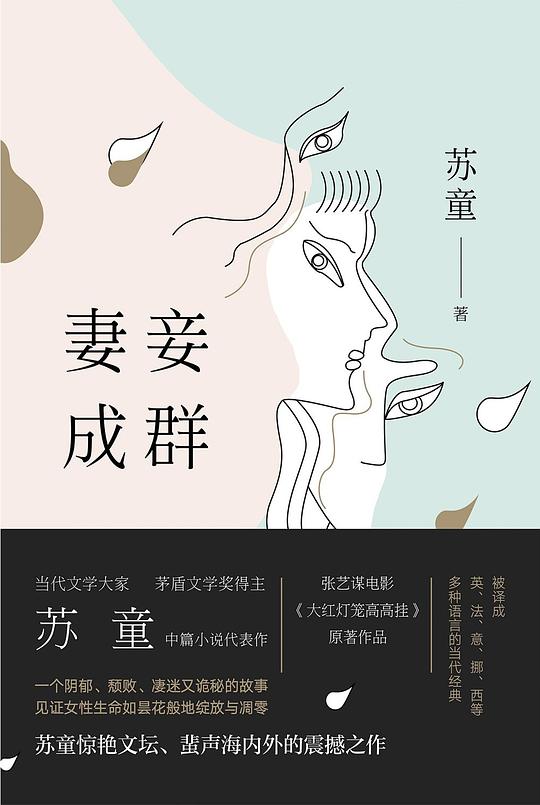 苏童
著
妻妾
成群
当代文学大家 茅盾文学奖得主
苏童 中篇小说代表作
一个阴郁、颓败、凄迷又诡秘的故事
见证女性生命如昙花般地绽放与凋零
苏童惊艳文坛、蜚声海内外的震撼之作
张艺谋电影
《大红灯笼高高挂》
原著作品
被译成
英、法、意、挪、西等
多种语言的当代经典